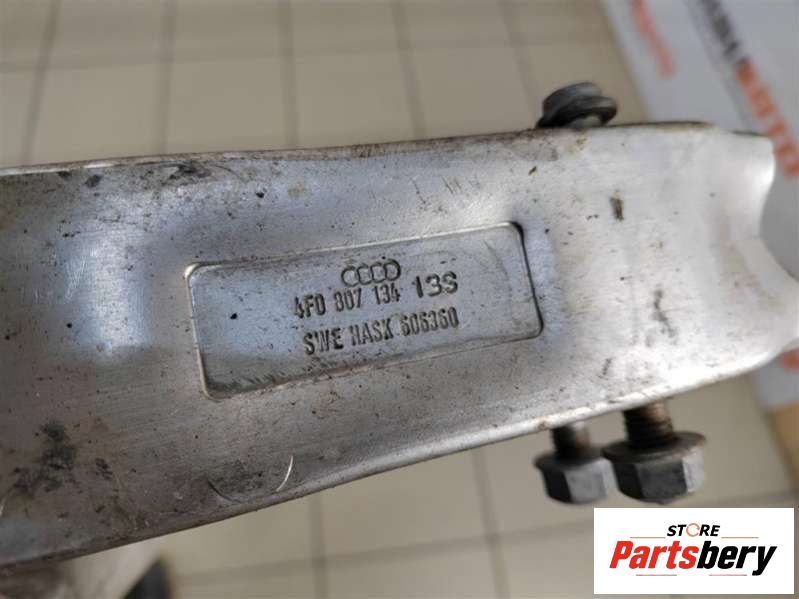 4F0 807 134 13S
SWE HASK 606360
STORE
Partsbery